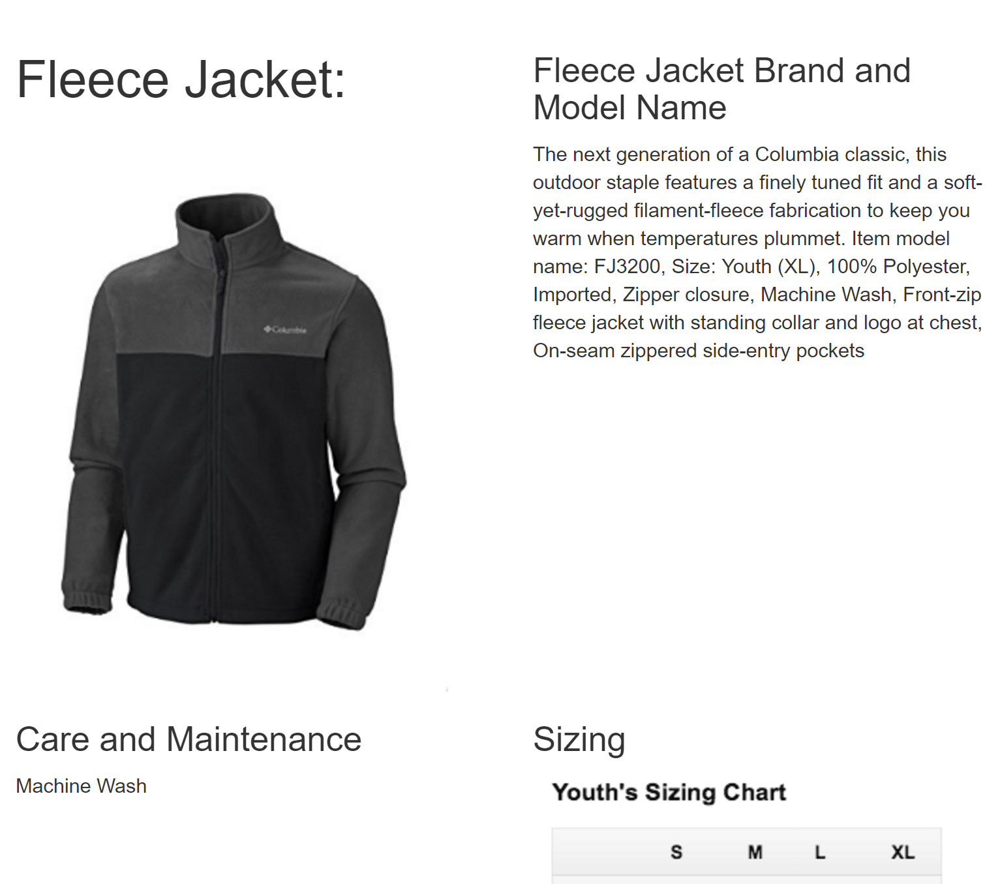 Fleece Jacket:
Columbia
Fleece Jacket Brand and
Model Name
The next generation of a Columbia classic, this
outdoor staple features a finely tuned fit and a soft-
yet-rugged filament-fleece fabrication to keep you
warm when temperatures plummet. Item model
name: FJ3200, Size: Youth (XL), 100% Polyester,
Imported, Zipper closure, Machine Wash, Front-zip
fleece jacket with standing collar and logo at chest,
On-seam zippered side-entry pockets
Care and Maintenance
Machine Wash
Sizing
Youth's Sizing Chart
S M L XL